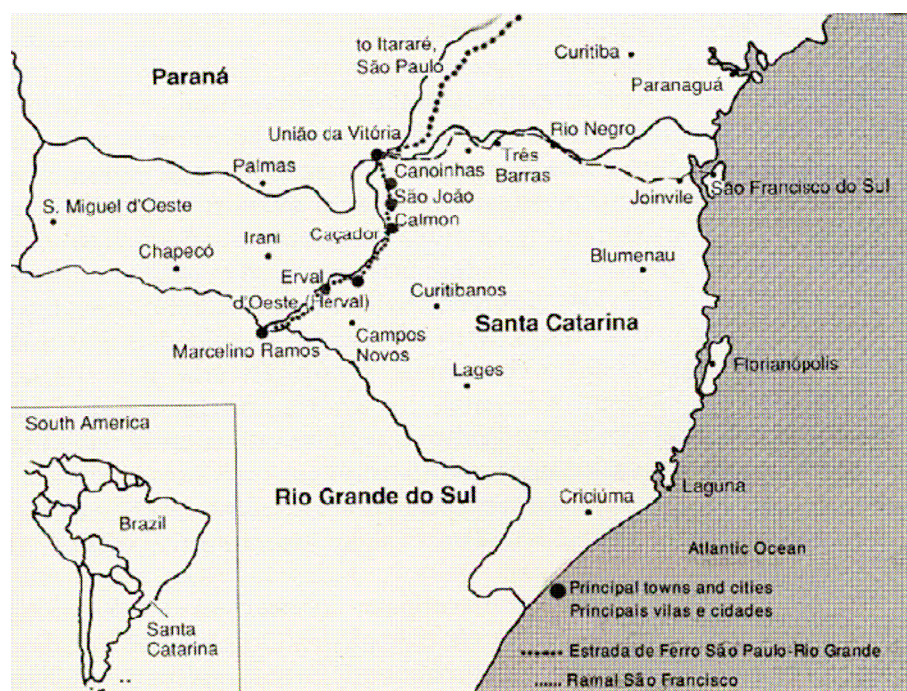 to Itararé,
São Paulo
Curitiba
Paraná
Paranaguá
União da Vitória
Rio Negro
Palmas
Canoinhas
Três
Barras
São João
Joinvile
São Francisco do Sul
S. Miguel d'Oeste
Caçador
Calmon
Irani
Chapecó
Blumenau
Erval
d'Oeste (Herval)
Curitibanos
Santa Catarina
Marcelino Ramos
Campos
Novos
Florianópolis
Lages
South America
Rio Grande do Sul
Criciúma
Laguna
Brazil
Atlantic Ocean
Principal towns and cities
Principais vilas e cidades
Santa
Catarina
Estrada de Ferro São Paulo-Rio Grande
Ramal São Francisco